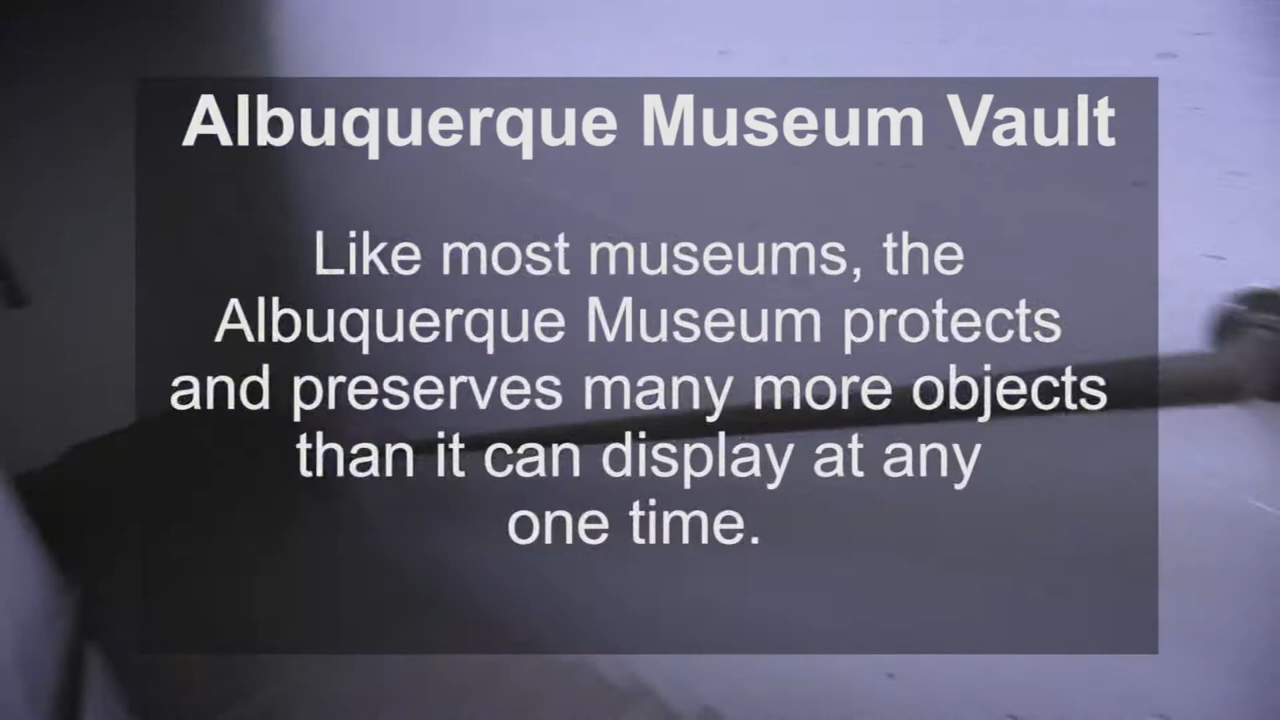 Albuquerque Museum Vault
Like most museums, the
Albuquerque Museum protects
and preserves many more objects
than it can display at any
one time.